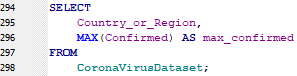 294 SELECT
295 Country_or_Region,
296 MAX(Confirmed) AS max_confirmed
297 FROM
298 CoronaVirusDataset;